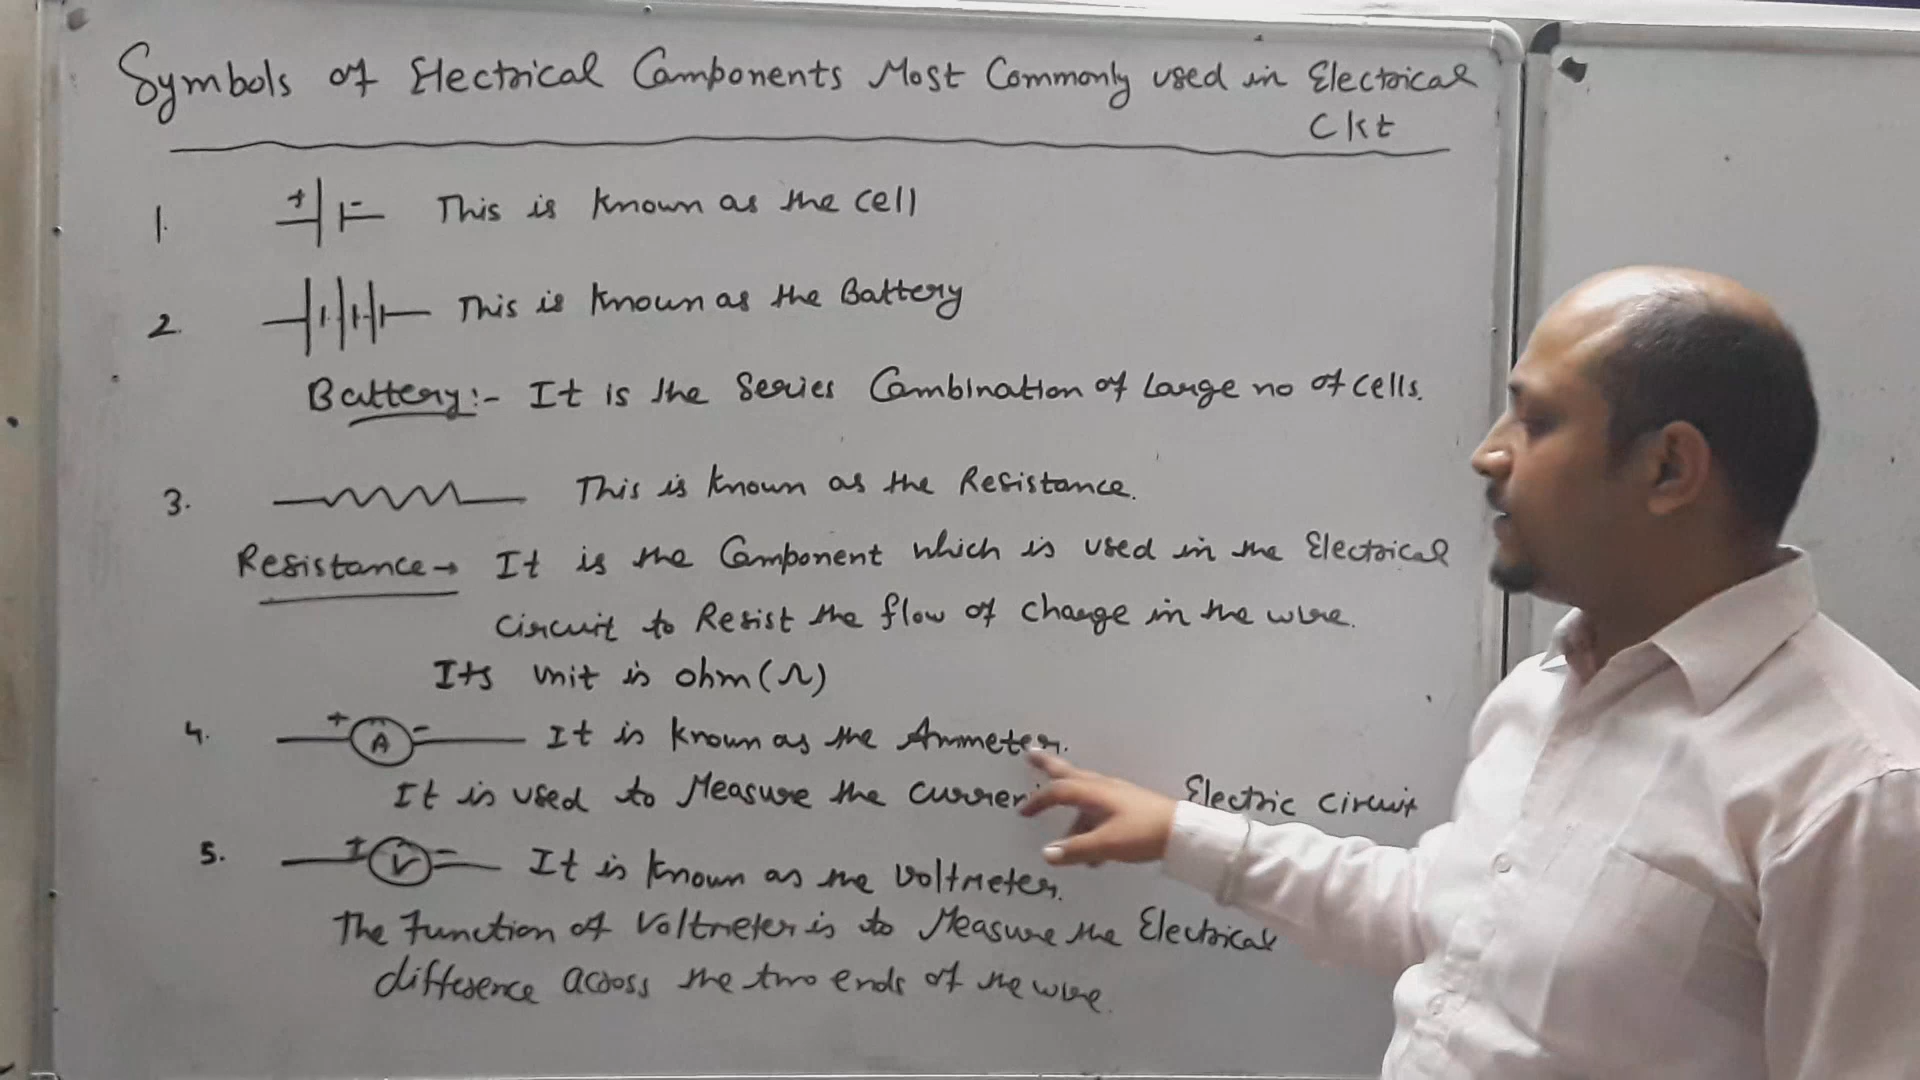 Symbols of Electrical Components Most Commonly used in Electrical
Ckt
1. + - This is known as the cell
2. This is known as the Battery
Battery:- It is the Series Combination of Large no of cells.
3. This is known as the Resistance.
Resistance→ It is the Component which is used in the Electrical
circuit to Resist the flow of charge in the wire.
Its unit is ohm (Ω)
4. + A - It is known as the Ammeter.
It is used to Measure the Electric circuit
5. + V - It is known as the Voltmeter.
The Function of Voltmeter is to Measure the Electrical
difference across the two ends of the wire.